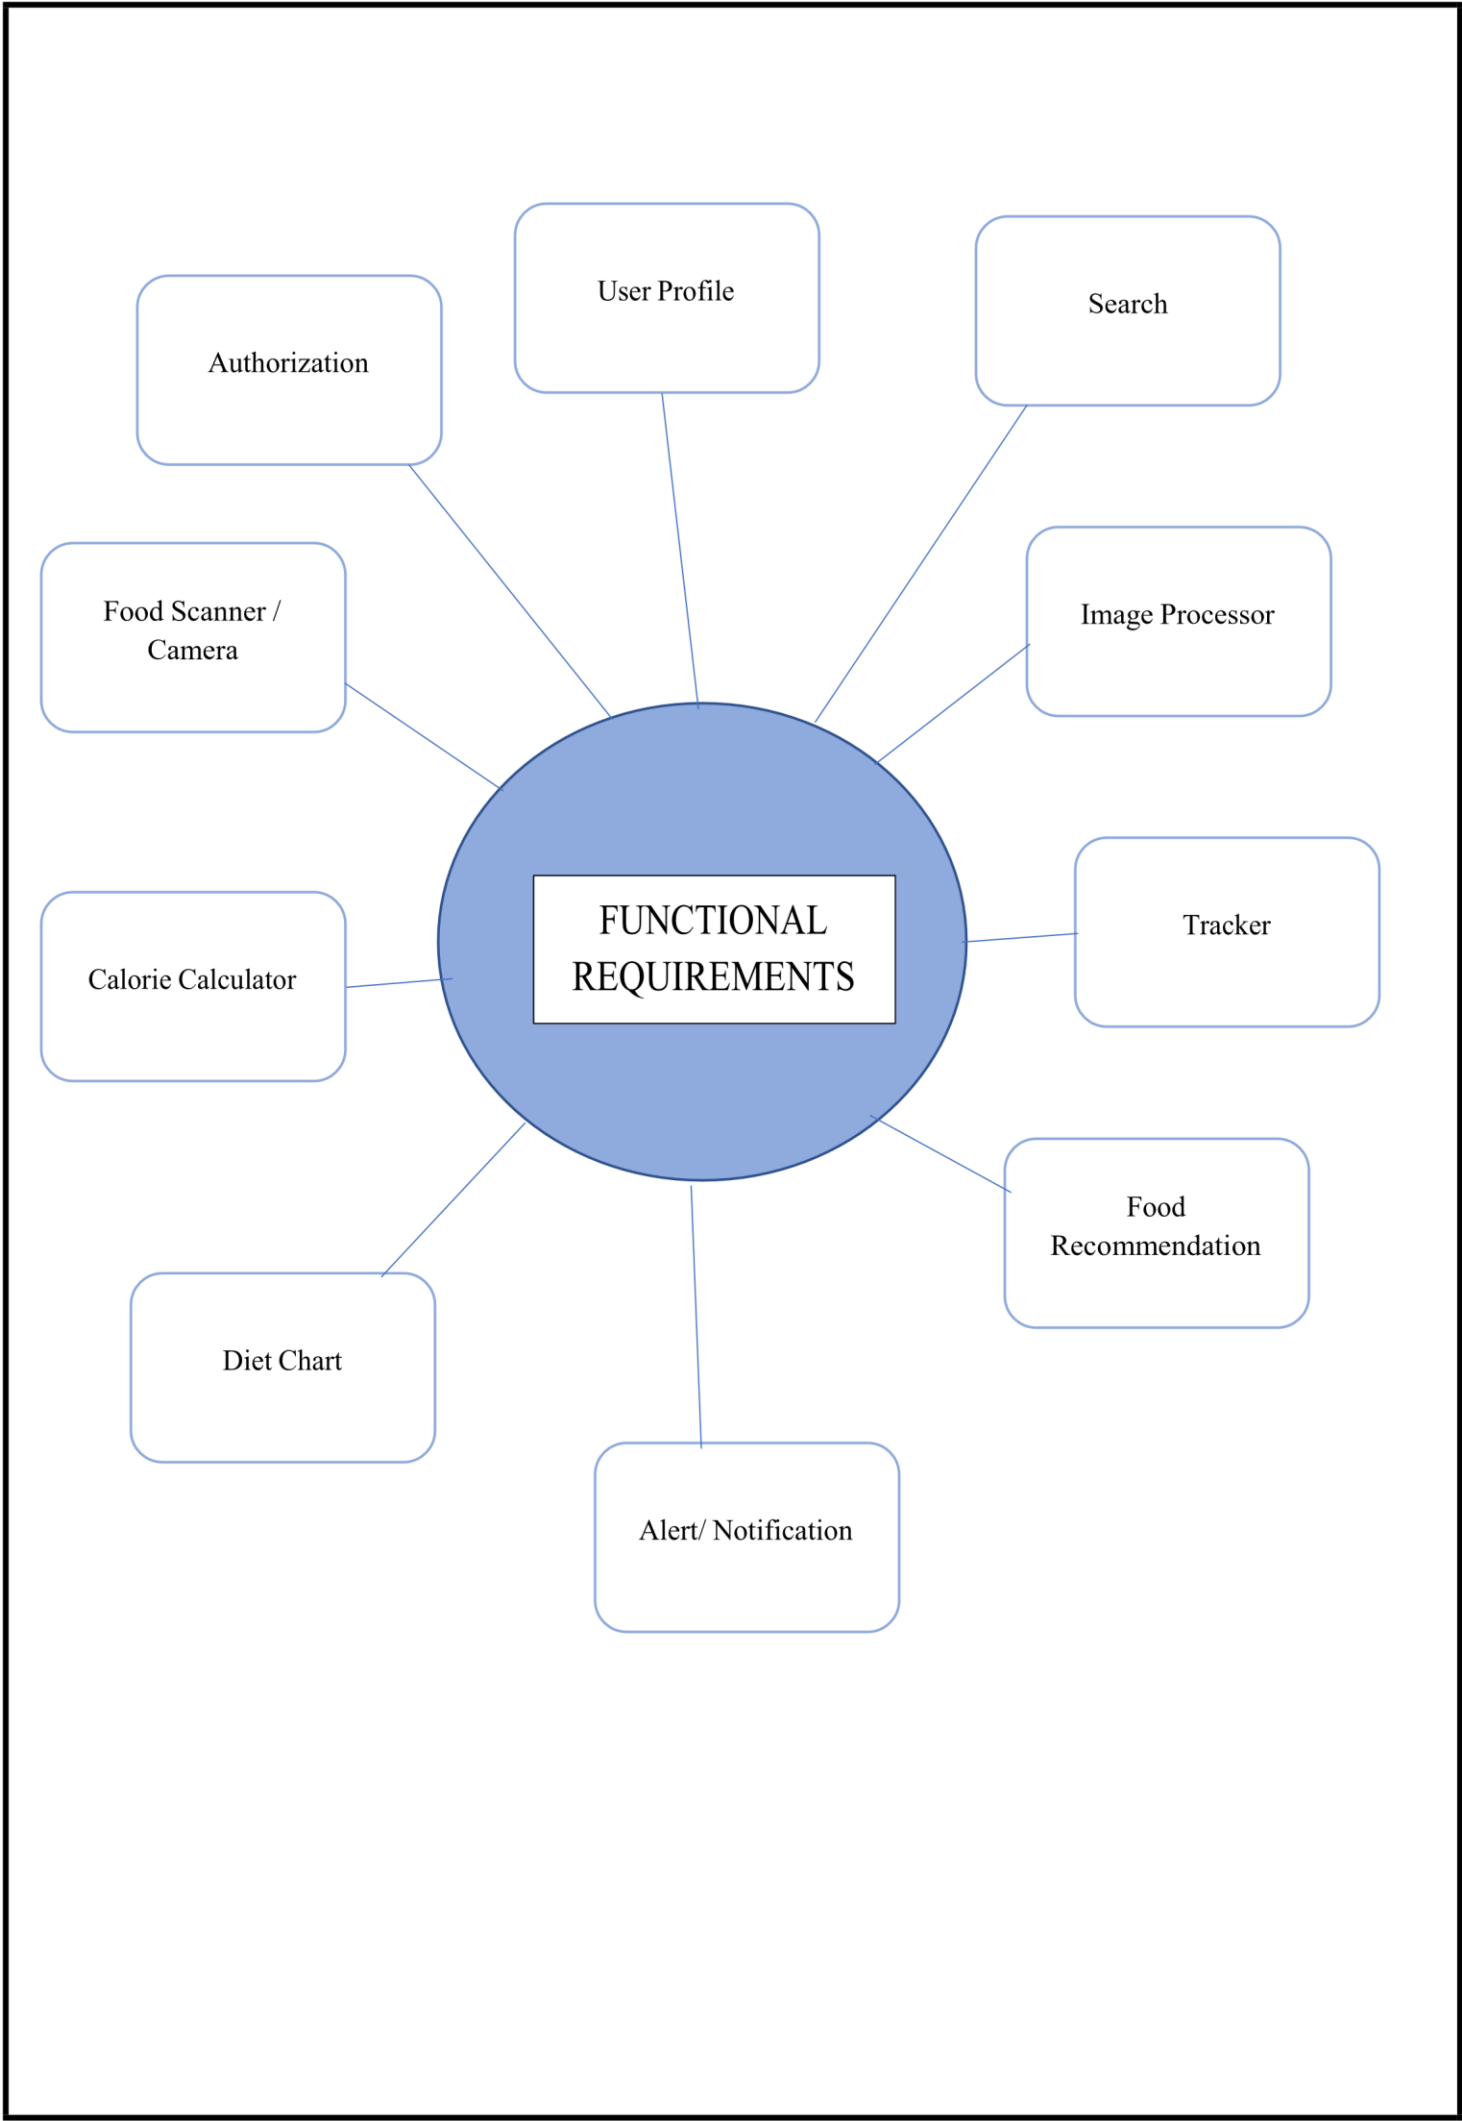 User Profile
Search
Authorization
Food Scanner /
Camera
Image Processor
FUNCTIONAL
REQUIREMENTS
Tracker
Calorie Calculator
Food
Recommendation
Diet Chart
Alert/ Notification